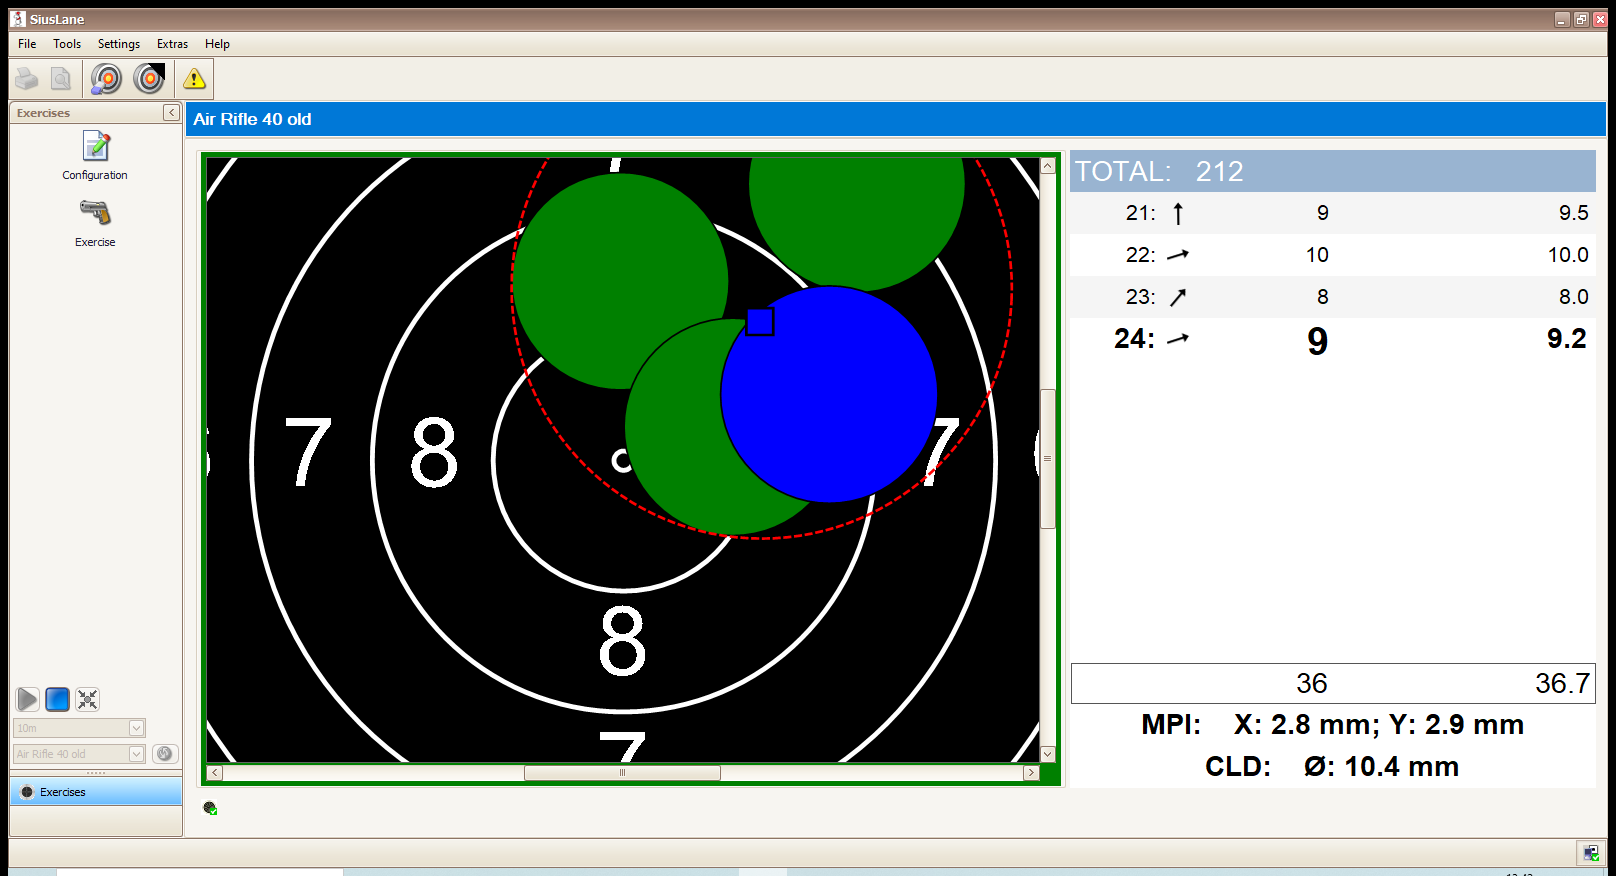 SiusLane
File Tools Settings Extras Help
Exercises
Configuration
Exercise
10m
Air Rifle 40 old
Exercises
Air Rifle 40 old
7 8 7
8
7
TOTAL: 212
21: 9 9.5
22: 10 10.0
23: 8 8.0
24: 9 9.2
36 36.7
MPI: X: 2.8 mm; Y: 2.9 mm
CLD: Ø: 10.4 mm